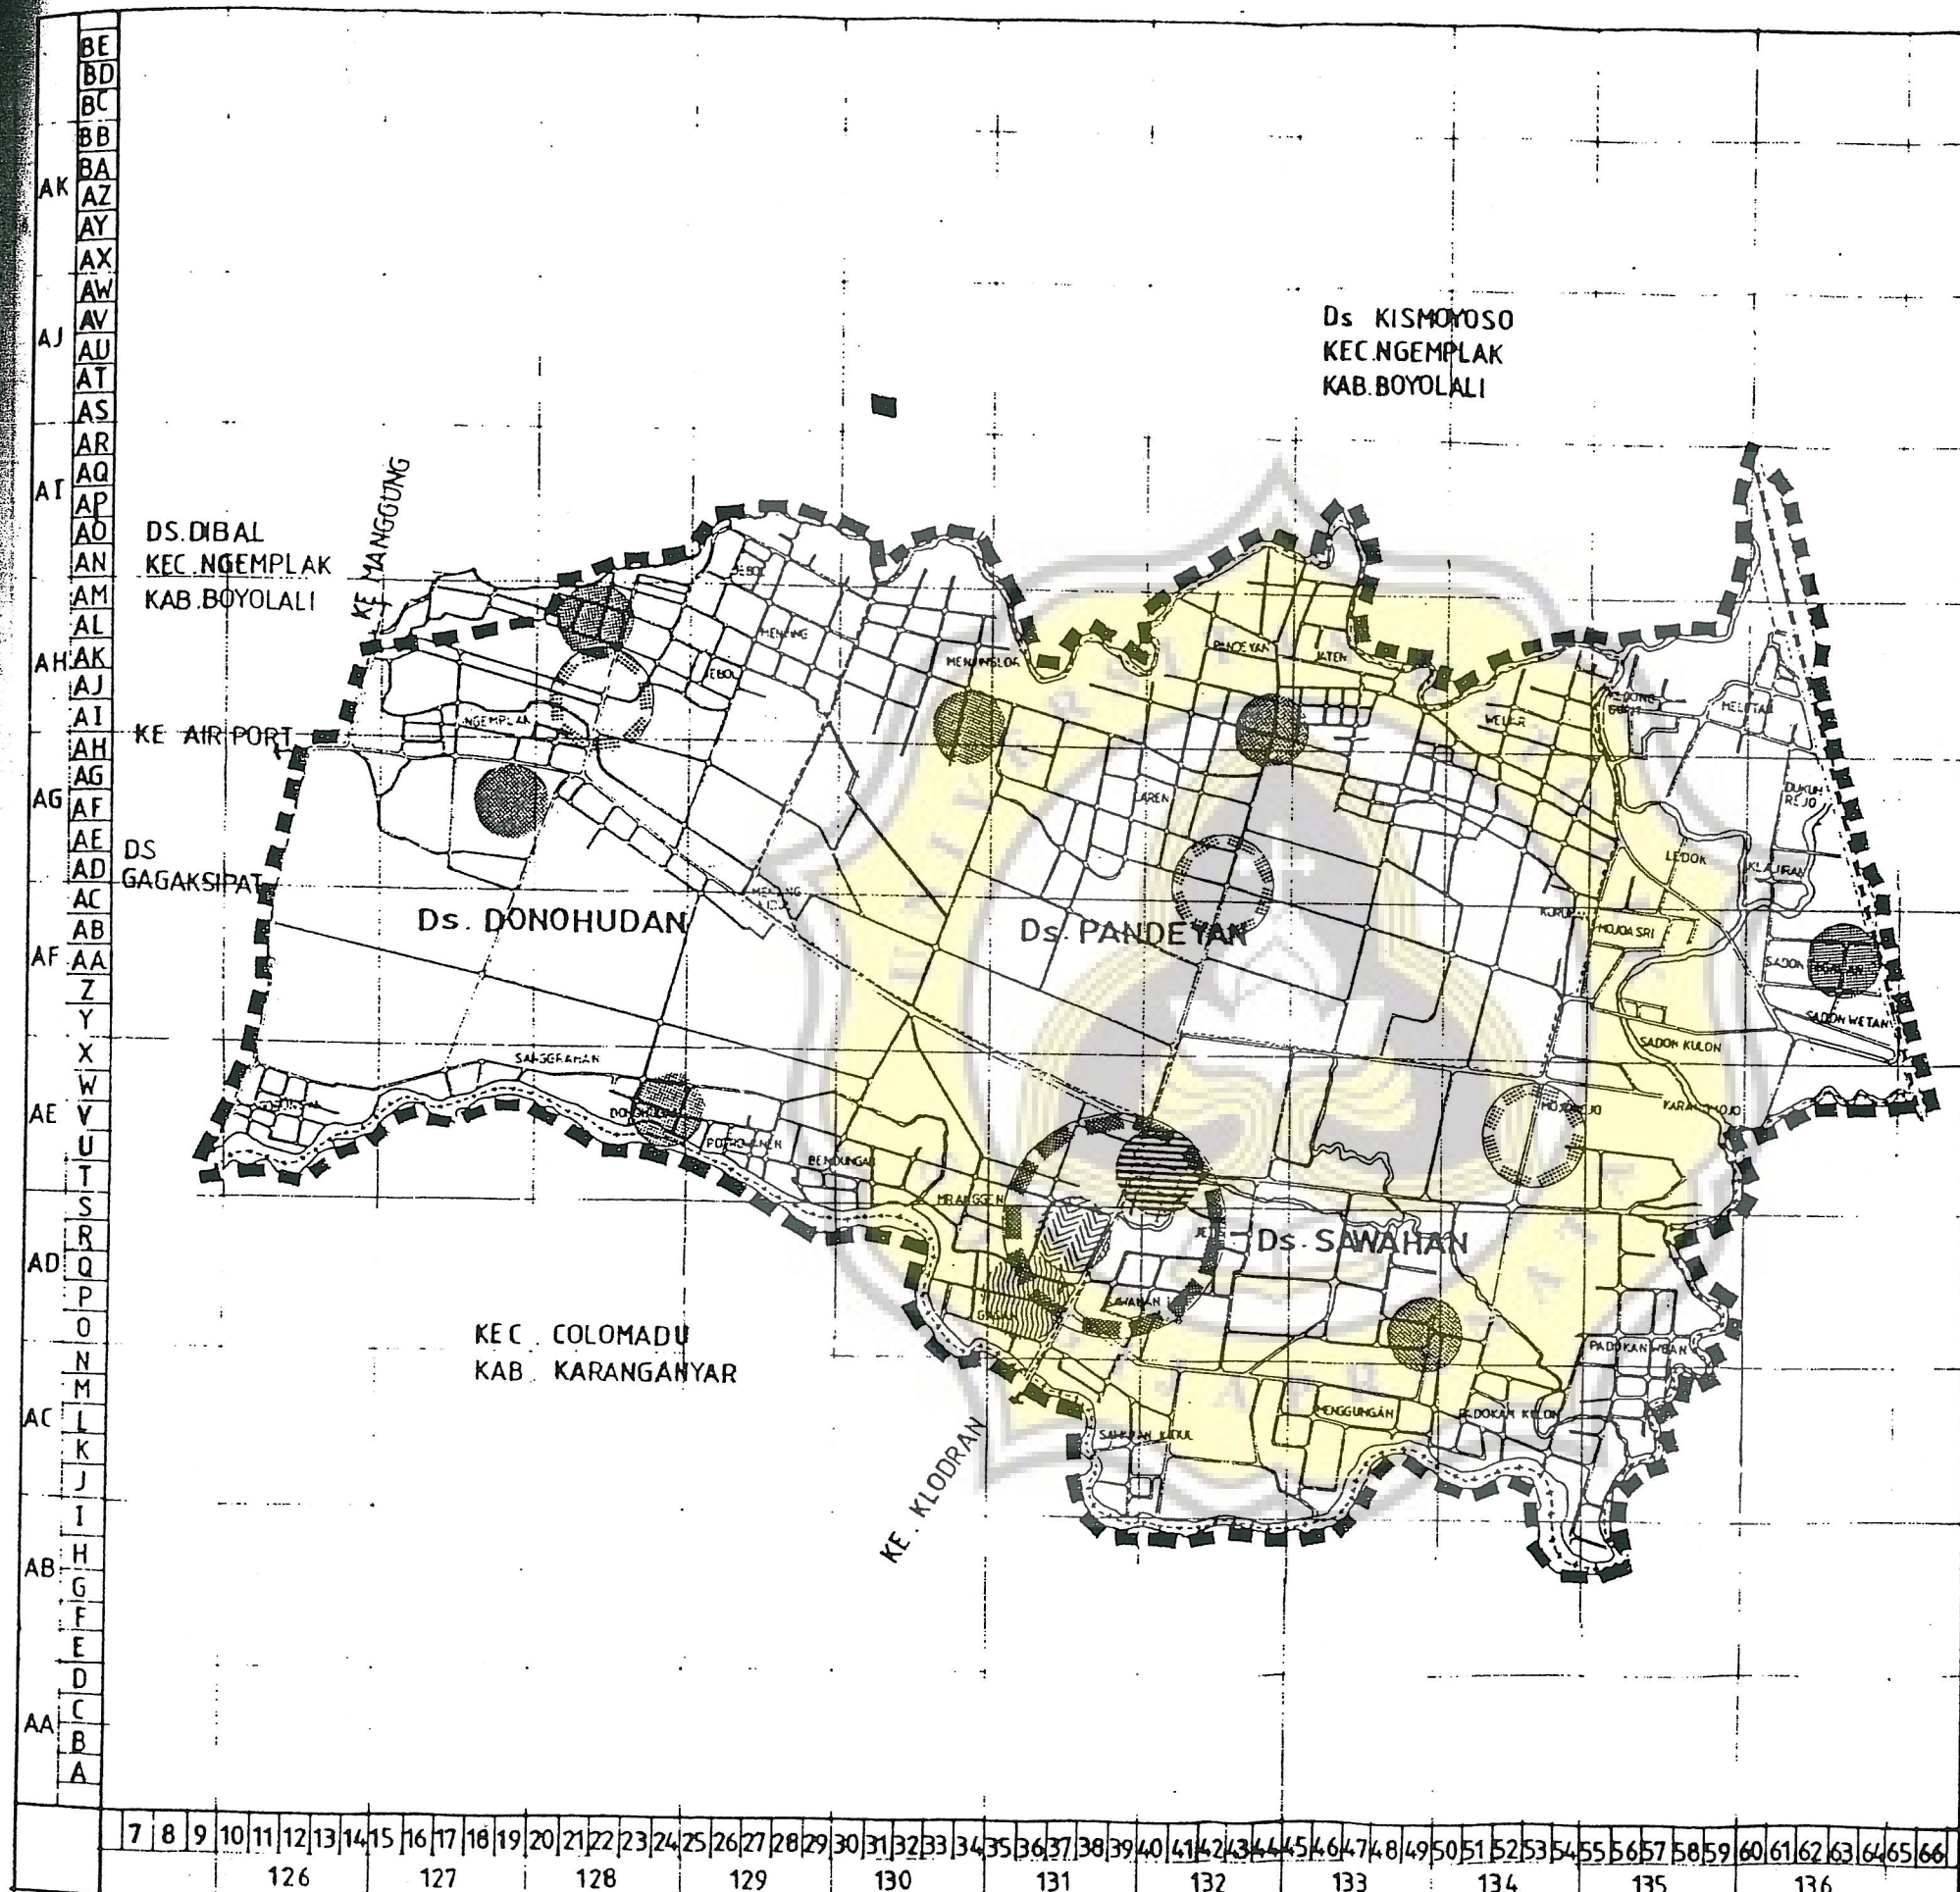 BE
BD
BC
BB
BA
AK
AZ
AY
AX
AW
AV
AJ
AU
AT
AS
AR
AQ
AI
AP
AO
AN
AM
AL
AH
AK
AJ
AI
AH
AG
AG
AF
AE
AD
AC
AB
AF
AA
Z
Y
X
W
AE
V
U
T
S
R
AD
Q
P
O
N
M
AC
L
K
J
I
H
AB
G
F
E
D
C
AA
B
A
Ds KISMOYOSO
KEC.NGEMPLAK
KAB.BOYOLALI
KE MANGGUNG
DS.DIBAL
KEC.NGEMPLAK
KAB.BOYOLALI
KE AIR PORT
DS
GAGAKSIPAT
Ds. DONOHUDAN
Ds. PANDEYAN
Ds. SAWAHAN
KEC. COLOMADU
KAB. KARANGANYAR
KE. KLODRAN
MENANG
NGEMPLAK
PANDEYAN
JATEN
LEDOK
MOJOASRI
SADON WETAN
SADON KULON
SANGGRAHAN
MRANGGEN
SAWAHAN
MENGGUNGAN
PADOKAN KULON
DUKUH
REJO
7 8 9 10 11 12 13 14 15 16 17 18 19 20 21 22 23 24 25 26 27 28 29 30 31 32 33 34 35 36 37 38 39 40 41 42 43 44 45 46 47 48 49 50 51 52 53 54 55 56 57 58 59 60 61 62 63 64 65 66
126 127 128 129 130 131 132 133 134 135 136